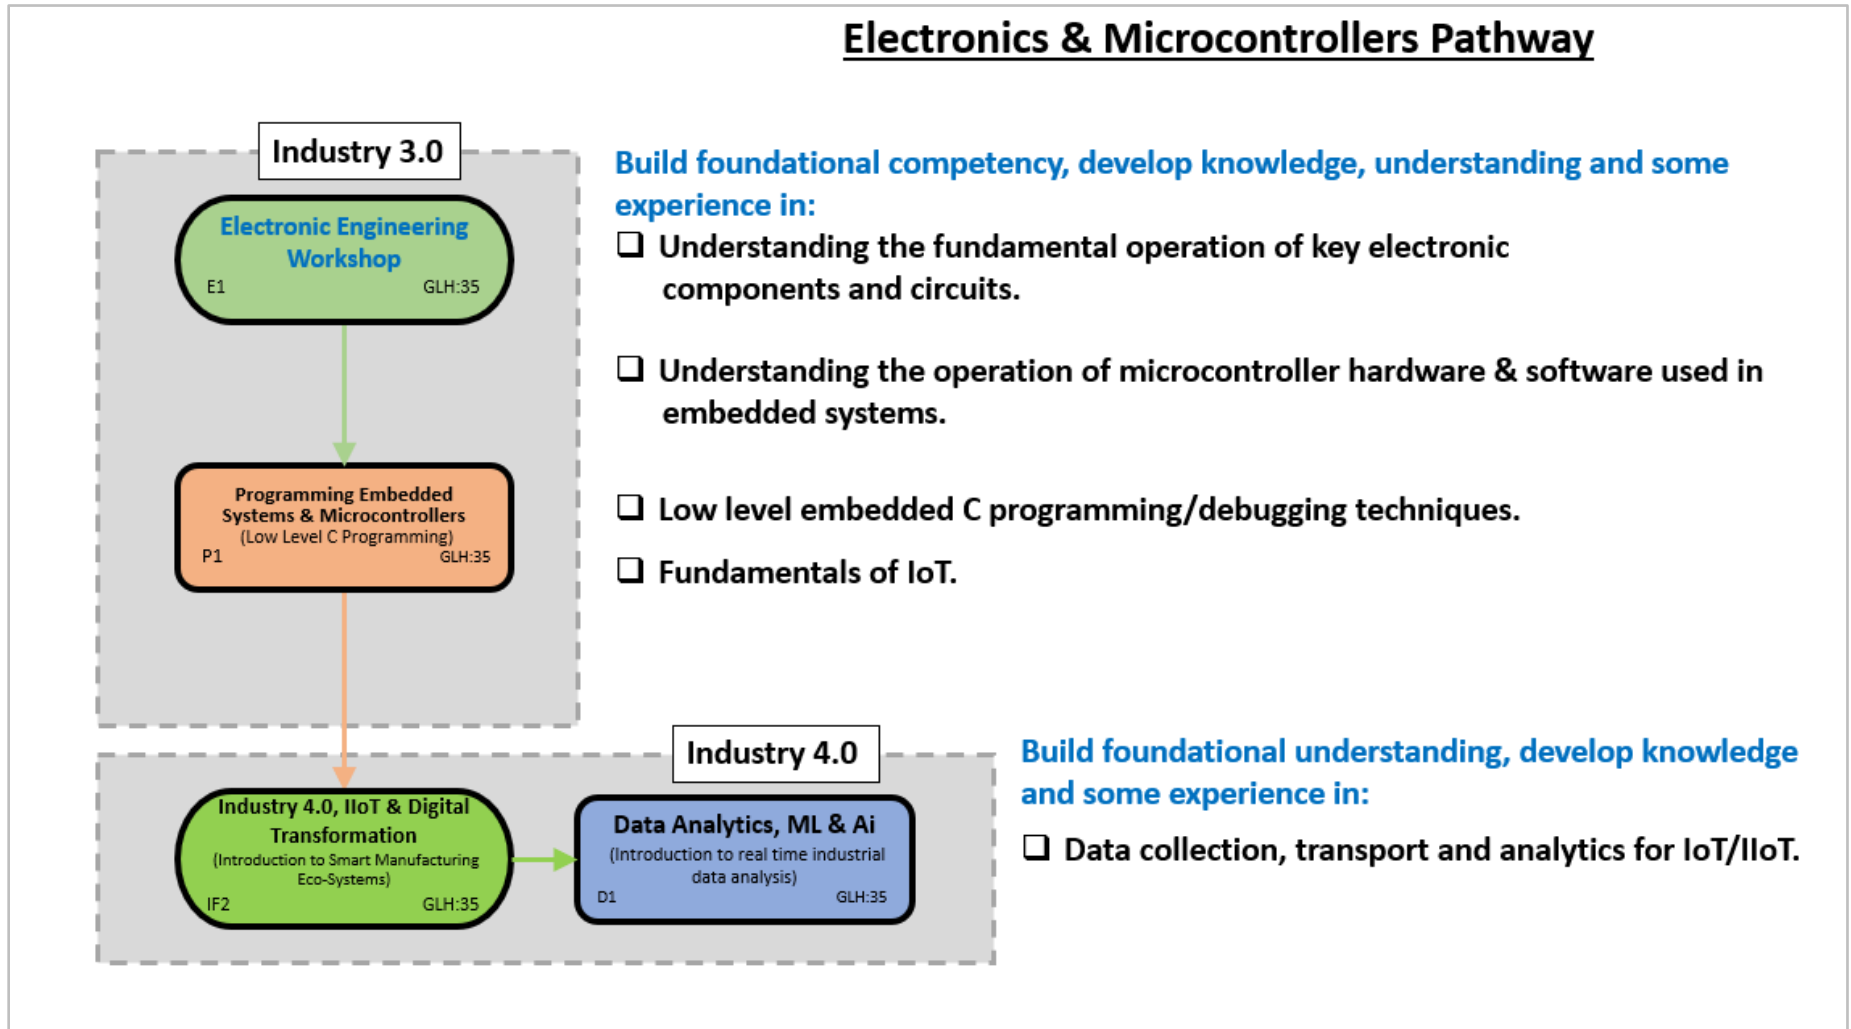 Electronics & Microcontrollers Pathway
Industry 3.0
Electronic Engineering
Workshop
E1 GLH:35
Programming Embedded
Systems & Microcontrollers
(Low Level C Programming)
P1 GLH:35
Build foundational competency, develop knowledge, understanding and some
experience in:
❑ Understanding the fundamental operation of key electronic
components and circuits.
❑ Understanding the operation of microcontroller hardware & software used in
embedded systems.
❑ Low level embedded C programming/debugging techniques.
❑ Fundamentals of IoT.
Industry 4.0
Industry 4.0, IIoT & Digital
Transformation
(Introduction to Smart Manufacturing
Eco-Systems)
IF2 GLH:35
Data Analytics, ML & Ai
(Introduction to real time industrial
data analysis)
D1 GLH:35
Build foundational understanding, develop knowledge
and some experience in:
❑ Data collection, transport and analytics for IoT/IIoT.